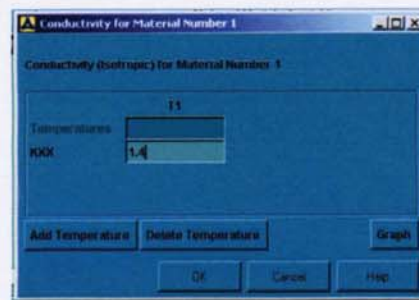 Conductivity for Material Number 1
Conductivity (Isotropic) for Material Number 1
T1
Temperatures
KXX 1.4
Add Temperature Delete Temperature Graph
OK Cancel Help